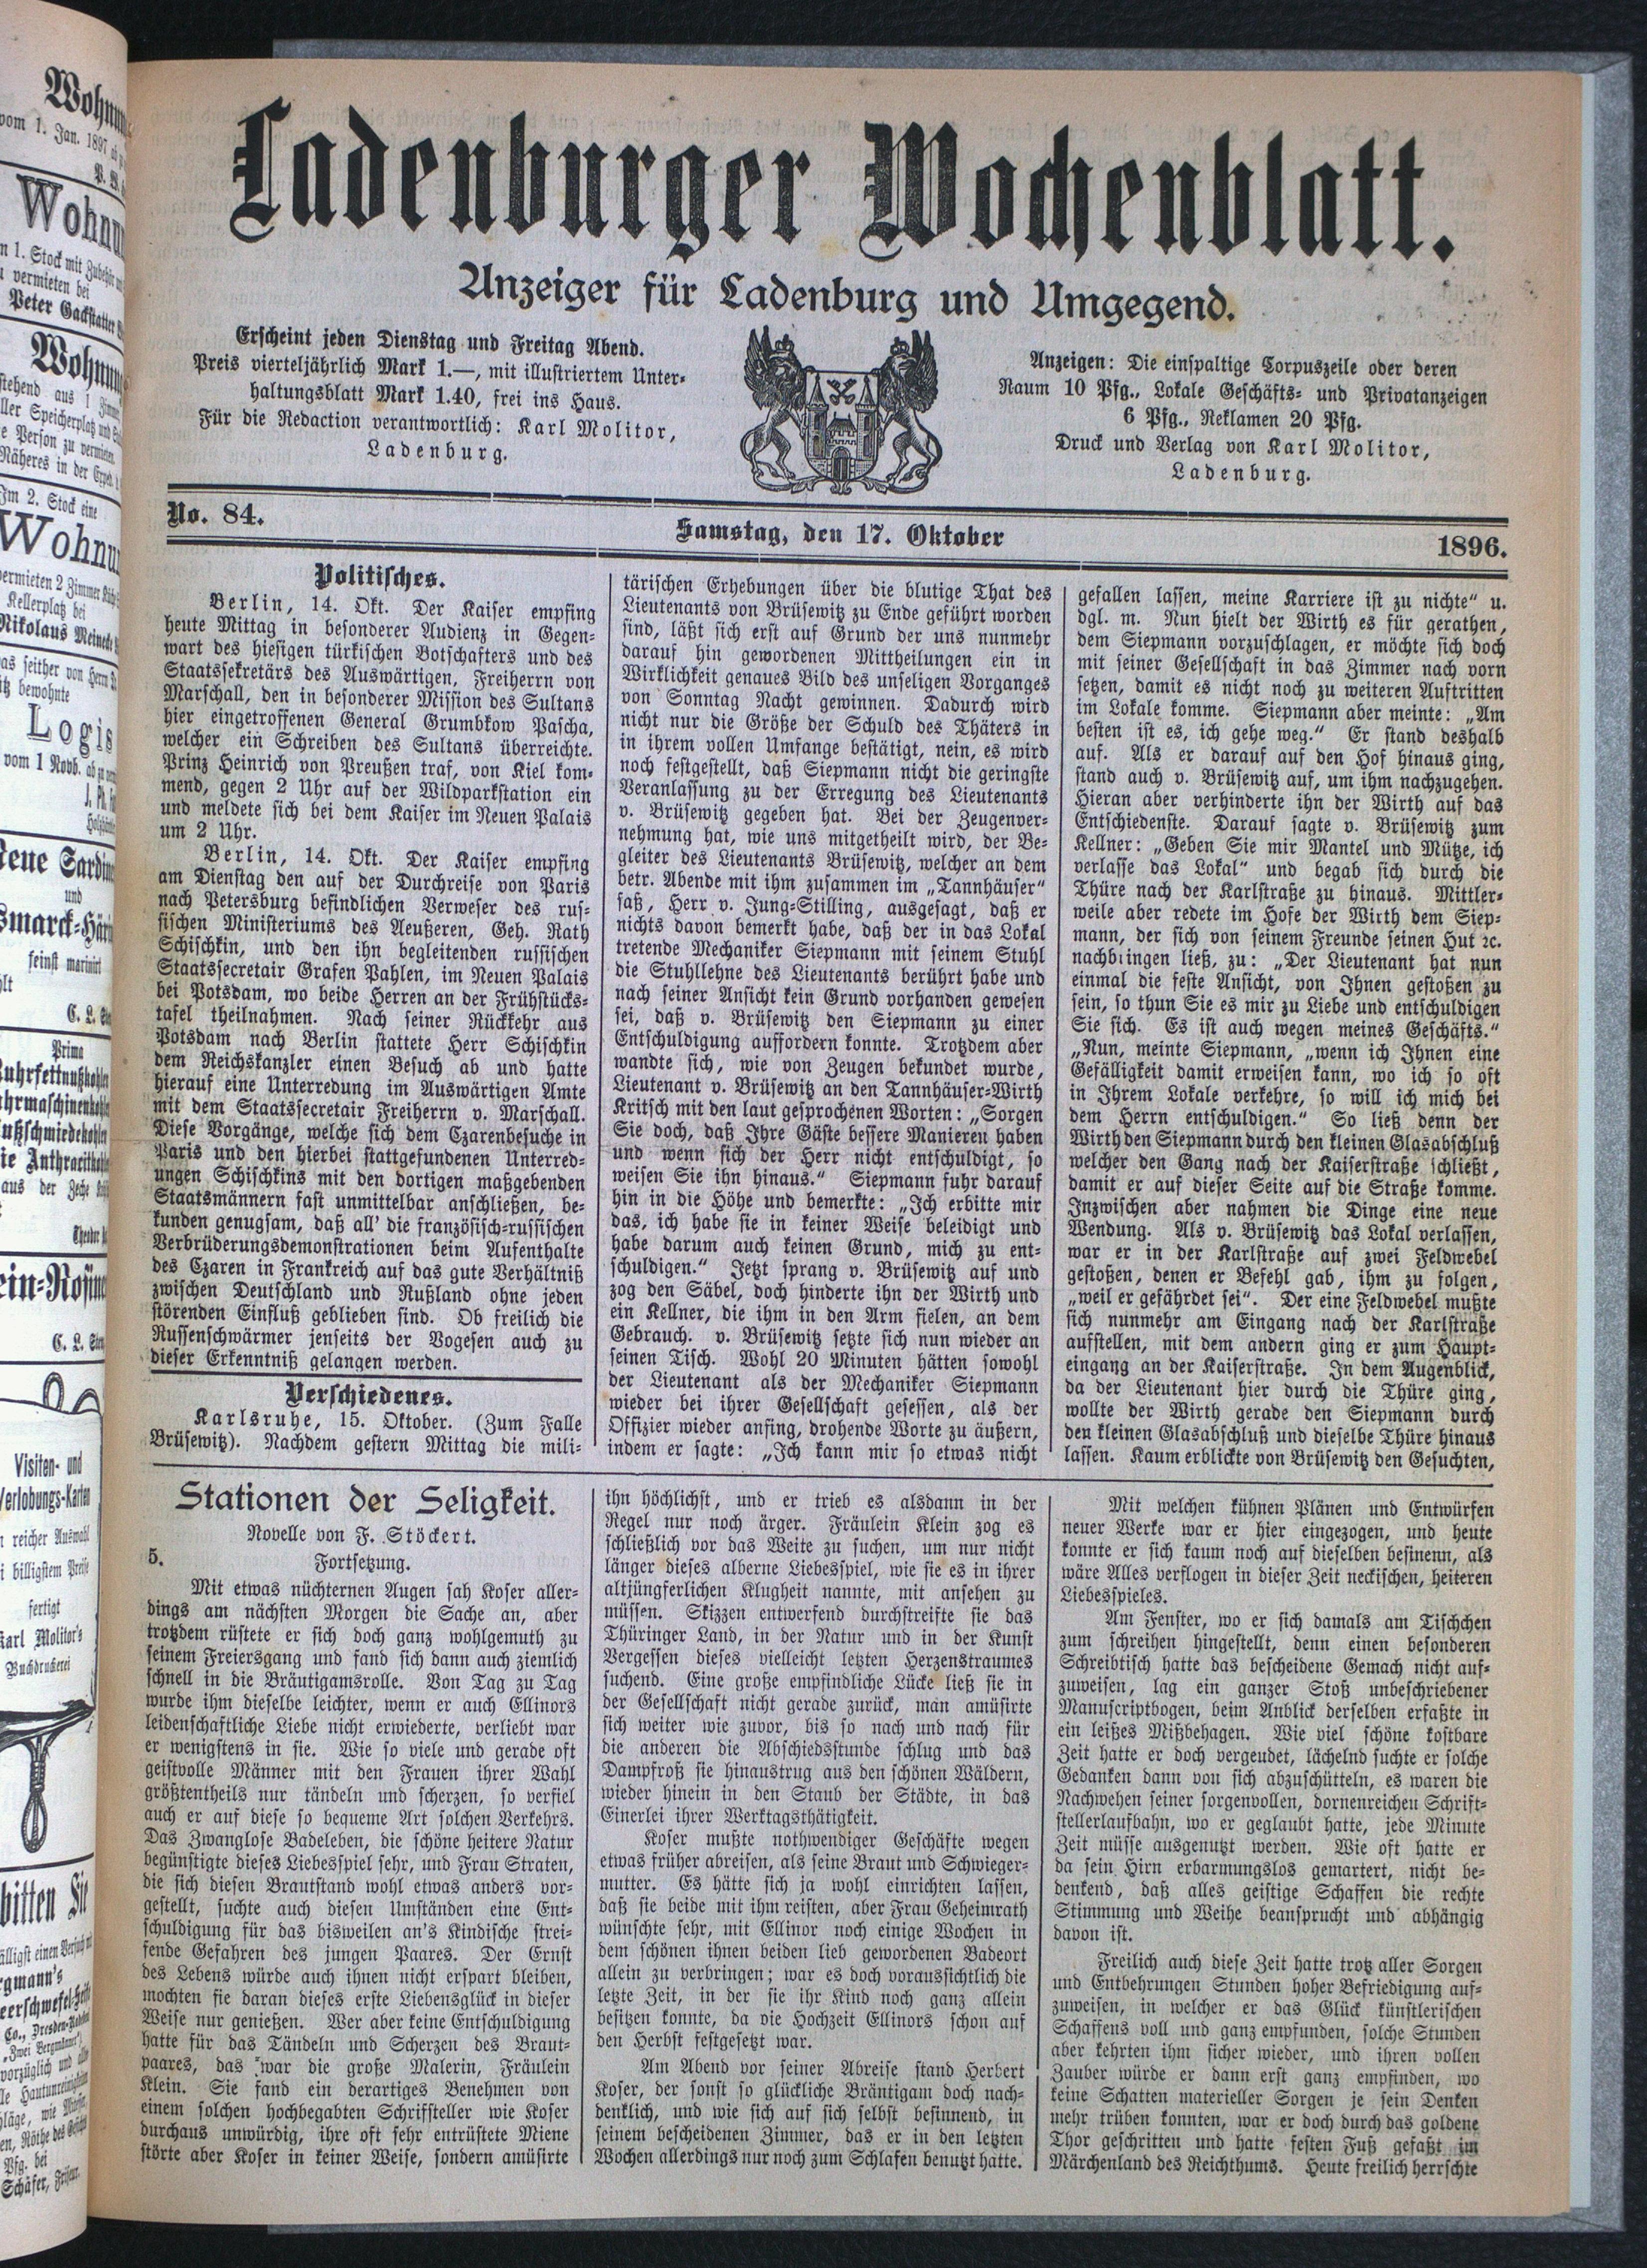 Wohnun
vom 1. Jan. 1897 ab
Wohnun
n 1. Stock mit Zubehör
vermieten bei
Peter Gackstatter
Wohnun
stehend aus 1 Zimmer,
ller Speicherplatz und
e Person zu vermieten.
Näheres in der Exped.
Im 2. Stock eine
Wohnu
vermieten 2 Zimmer
Kellerplatz bei
Nikolaus Meineck
as seither von Herrn
bewohnte
Logis
vom 1 Novb. ab
Neue Sardin
und
smarck-Häri
feinst marinirt
Prima
aus der Zeche
Visiten- und
Verlobungs-Karten
n reicher Auswahl
i billigstem Preise
fertigt
Karl Molitor's
Buchdruckerei
bitten Sie
älligst einen Versuch
rgmann's
Co., Dresden-
„Zwei Bergmänner“
vorzüglich und
Pfg. bei
Schäfer, Friseur.
Ladenburger Wochenblatt.
Anzeiger für Ladenburg und Umgegend.
Erscheint jeden Dienstag und Freitag Abend.
Preis vierteljährlich Mark 1.—, mit illustriertem Unter-
haltungsblatt Mark 1.40, frei ins Haus.
Für die Redaction verantwortlich: Karl Molitor,
Ladenburg.
Anzeigen: Die einspaltige Corpuszeile oder deren
Raum 10 Pfg., Lokale Geschäfts- und Privatanzeigen
6 Pfg., Reklamen 20 Pfg.
Druck und Verlag von Karl Molitor,
Ladenburg.
No. 84.
Samstag, den 17. Oktober
1896.
Politisches.
Berlin, 14. Okt. Der Kaiser empfing
heute Mittag in besonderer Audienz in Gegen-
wart des hiesigen türkischen Botschafters und des
Staatssekretärs des Auswärtigen, Freiherrn von
Marschall, den in besonderer Mission des Sultans
hier eingetroffenen General Grumbkow Pascha,
welcher ein Schreiben des Sultans überreichte.
Prinz Heinrich von Preußen traf, von Kiel kom-
mend, gegen 2 Uhr auf der Wildparkstation ein
und meldete sich bei dem Kaiser im Neuen Palais
um 2 Uhr.
Berlin, 14. Okt. Der Kaiser empfing
am Dienstag den auf der Durchreise von Paris
nach Petersburg befindlichen Verweser des rus-
sischen Ministeriums des Aeußeren, Geh. Rath
Schischkin, und den ihn begleitenden russischen
Staatssecretair Grafen Pahlen, im Neuen Palais
bei Potsdam, wo beide Herren an der Frühstücks-
tafel theilnahmen. Nach seiner Rückkehr aus
Potsdam nach Berlin stattete Herr Schischkin
dem Reichskanzler einen Besuch ab und hatte
hierauf eine Unterredung im Auswärtigen Amte
mit dem Staatssecretair Freiherrn v. Marschall.
Diese Vorgänge, welche sich dem Czarenbesuche in
Paris und den hierbei stattgefundenen Unterred-
ungen Schischkins mit den dortigen maßgebenden
Staatsmännern fast unmittelbar anschließen, be-
kunden genugsam, daß all' die französisch-russischen
Verbrüderungsdemonstrationen beim Aufenthalte
des Czaren in Frankreich auf das gute Verhältniß
zwischen Deutschland und Rußland ohne jeden
störenden Einfluß geblieben sind. Ob freilich die
Russenschwärmer jenseits der Vogesen auch zu
dieser Erkenntniß gelangen werden.
Verschiedenes.
Karlsruhe, 15. Oktober. (Zum Falle
Brüsewitz). Nachdem gestern Mittag die mili-
tärischen Erhebungen über die blutige That des
Lieutenants von Brüsewitz zu Ende geführt worden
sind, läßt sich erst auf Grund der uns nunmehr
darauf hin gewordenen Mittheilungen ein in
Wirklichkeit genaues Bild des unseligen Vorganges
von Sonntag Nacht gewinnen. Dadurch wird
nicht nur die Größe der Schuld des Thäters in
in ihrem vollen Umfange bestätigt, nein, es wird
noch festgestellt, daß Siepmann nicht die geringste
Veranlassung zu der Erregung des Lieutenants
v. Brüsewitz gegeben hat. Bei der Zeugenver-
nehmung hat, wie uns mitgetheilt wird, der Be-
gleiter des Lieutenants Brüsewitz, welcher an dem
betr. Abende mit ihm zusammen im „Tannhäuser“
saß, Herr v. Jung-Stilling, ausgesagt, daß er
nichts davon bemerkt habe, daß der in das Lokal
tretende Mechaniker Siepmann mit seinem Stuhl
die Stuhllehne des Lieutenants berührt habe und
nach seiner Ansicht kein Grund vorhanden gewesen
sei, daß v. Brüsewitz den Siepmann zu einer
Entschuldigung auffordern konnte. Trotzdem aber
wandte sich, wie von Zeugen bekundet wurde,
Lieutenant v. Brüsewitz an den Tannhäuser-Wirth
Kritsch mit den laut gesprochenen Worten: „Sorgen
Sie doch, daß Ihre Gäste bessere Manieren haben
und wenn sich der Herr nicht entschuldigt, so
weisen Sie ihn hinaus.“ Siepmann fuhr darauf
hin in die Höhe und bemerkte: „Ich erbitte mir
das, ich habe sie in keiner Weise beleidigt und
habe darum auch keinen Grund, mich zu ent-
schuldigen.“ Jetzt sprang v. Brüsewitz auf und
zog den Säbel, doch hinderte ihn der Wirth und
ein Kellner, die ihm in den Arm fielen, an dem
Gebrauch. v. Brüsewitz setzte sich nun wieder an
seinen Tisch. Wohl 20 Minuten hätten sowohl
der Lieutenant als der Mechaniker Siepmann
wieder bei ihrer Gesellschaft gesessen, als der
Offizier wieder anfing, drohende Worte zu äußern,
indem er sagte: „Ich kann mir so etwas nicht
gefallen lassen, meine Karriere ist zu nichte“ u.
dgl. m. Nun hielt der Wirth es für gerathen,
dem Siepmann vorzuschlagen, er möchte sich doch
mit seiner Gesellschaft in das Zimmer nach vorn
setzen, damit es nicht noch zu weiteren Auftritten
im Lokale komme. Siepmann aber meinte: „Am
besten ist es, ich gehe weg.“ Er stand deshalb
auf. Als er darauf auf den Hof hinaus ging,
stand auch v. Brüsewitz auf, um ihm nachzugehen.
Hieran aber verhinderte ihn der Wirth auf das
Entschiedenste. Darauf sagte v. Brüsewitz zum
Kellner: „Geben Sie mir Mantel und Mütze, ich
verlasse das Lokal“ und begab sich durch die
Thüre nach der Karlstraße zu hinaus. Mittler-
weile aber redete im Hofe der Wirth dem Siep-
mann, der sich von seinem Freunde seinen Hut ꝛc.
nachbringen ließ, zu: „Der Lieutenant hat nun
einmal die feste Ansicht, von Ihnen gestoßen zu
sein, so thun Sie es mir zu Liebe und entschuldigen
Sie sich. Es ist auch wegen meines Geschäfts.“
„Nun, meinte Siepmann, „wenn ich Ihnen eine
Gefälligkeit damit erweisen kann, wo ich so oft
in Ihrem Lokale verkehre, so will ich mich bei
dem Herrn entschuldigen.“ So ließ denn der
Wirth den Siepmann durch den kleinen Glasabschluß
welcher den Gang nach der Kaiserstraße schließt,
damit er auf dieser Seite auf die Straße komme.
Inzwischen aber nahmen die Dinge eine neue
Wendung. Als v. Brüsewitz das Lokal verlassen,
war er in der Karlstraße auf zwei Feldwebel
gestoßen, denen er Befehl gab, ihm zu folgen,
„weil er gefährdet sei“. Der eine Feldwebel mußte
sich nunmehr am Eingang nach der Karlstraße
aufstellen, mit dem andern ging er zum Haupt-
eingang an der Kaiserstraße. In dem Augenblick,
da der Lieutenant hier durch die Thüre ging,
wollte der Wirth gerade den Siepmann durch
den kleinen Glasabschluß und dieselbe Thüre hinaus
lassen. Kaum erblickte von Brüsewitz den Gesuchten,
Stationen der Seligkeit.
Novelle von F. Stöckert.
5.
Fortsetzung.
Mit etwas nüchternen Augen sah Koser aller-
dings am nächsten Morgen die Sache an, aber
trotzdem rüstete er sich doch ganz wohlgemuth zu
seinem Freiersgang und fand sich dann auch ziemlich
schnell in die Bräutigamsrolle. Von Tag zu Tag
wurde ihm dieselbe leichter, wenn er auch Ellinors
leidenschaftliche Liebe nicht erwiederte, verliebt war
er wenigstens in sie. Wie so viele und gerade oft
geistvolle Männer mit den Frauen ihrer Wahl
größtentheils nur tändeln und scherzen, so verfiel
auch er auf diese so bequeme Art solchen Verkehrs.
Das Zwanglose Badeleben, die schöne heitere Natur
begünstigte dieses Liebesspiel sehr, und Frau Straten,
die sich diesen Brautstand wohl etwas anders vor-
gestellt, suchte auch diesen Umständen eine Ent-
schuldigung für das bisweilen an's Kindische strei-
fende Gefahren des jungen Paares. Der Ernst
des Lebens würde auch ihnen nicht erspart bleiben,
mochten sie daran dieses erste Liebensglück in dieser
Weise nur genießen. Wer aber keine Entschuldigung
hatte für das Tändeln und Scherzen des Braut-
paares, das war die große Malerin, Fräulein
Klein. Sie fand ein derartiges Benehmen von
einem solchen hochbegabten Schrifsteller wie Koser
durchaus unwürdig, ihre oft sehr entrüstete Miene
störte aber Koser in keiner Weise, sondern amüsirte
ihn höchlichst, und er trieb es alsdann in der
Regel nur noch ärger. Fräulein Klein zog es
schließlich vor das Weite zu suchen, um nur nicht
länger dieses alberne Liebesspiel, wie sie es in ihrer
altjüngferlichen Klugheit nannte, mit ansehen zu
müssen. Skizzen entwerfend durchstreifte sie das
Thüringer Land, in der Natur und in der Kunst
Vergessen dieses vielleicht letzten Herzenstraumes
suchend. Eine große empfindliche Lücke ließ sie in
der Gesellschaft nicht gerade zurück, man amüsirte
sich weiter wie zuvor, bis so nach und nach für
die anderen die Abschiedsstunde schlug und das
Dampfroß sie hinaustrug aus den schönen Wäldern,
wieder hinein in den Staub der Städte, in das
Einerlei ihrer Werktagsthätigkeit.
Koser mußte nothwendiger Geschäfte wegen
etwas früher abreisen, als seine Braut und Schwieger-
mutter. Es hätte sich ja wohl einrichten lassen,
daß sie beide mit ihm reisten, aber Frau Geheimrath
wünschte sehr, mit Ellinor noch einige Wochen in
dem schönen ihnen beiden lieb gewordenen Badeort
allein zu verbringen; war es doch voraussichtlich die
letzte Zeit, in der sie ihr Kind noch ganz allein
besitzen konnte, da die Hochzeit Ellinors schon auf
den Herbst festgesetzt war.
Am Abend vor seiner Abreise stand Herbert
Koser, der sonst so glückliche Bräntigam doch nach-
denklich, und wie sich auf sich selbst besinnend, in
seinem bescheidenen Zimmer, das er in den letzten
Wochen allerdings nur noch zum Schlafen benutzt hatte.
Mit welchen kühnen Plänen und Entwürfen
neuer Werke war er hier eingezogen, und heute
konnte er sich kaum noch auf dieselben besinenn, als
wäre Alles verflogen in dieser Zeit neckischen, heiteren
Liebesspieles.
Am Fenster, wo er sich damals am Tischchen
zum schreihen hingestellt, denn einen besonderen
Schreibtisch hatte das bescheidene Gemach nicht auf-
zuweisen, lag ein ganzer Stoß unbeschriebener
Manuscriptbogen, beim Anblick derselben erfaßte in
ein leißes Mißbehagen. Wie viel schöne kostbare
Zeit hatte er doch vergeudet, lächelnd suchte er solche
Gedanken dann von sich abzuschütteln, es waren die
Nachwehen seiner sorgenvollen, dornenreichen Schrift-
stellerlaufbahn, wo er geglaubt hatte, jede Minute
Zeit müsse ausgenutzt werden. Wie oft hatte er
da sein Hirn erbarmungslos gemartert, nicht be-
denkend, daß alles geistige Schaffen die rechte
Stimmung und Weihe beansprucht und abhängig
davon ist.
Freilich auch diese Zeit hatte trotz aller Sorgen
und Entbehrungen Stunden hoher Befriedigung auf-
zuweisen, in welcher er das Glück künstlerischen
Schaffens voll und ganz empfunden, solche Stunden
aber kehrten ihm sicher wieder, und ihren vollen
Zauber würde er dann erst ganz empfinden, wo
keine Schatten materieller Sorgen je sein Denken
mehr trüben konnten, war er doch durch das goldene
Thor geschritten und hatte festen Fuß gefaßt im
Märchenland des Reichthums. Heute freilich herrschte